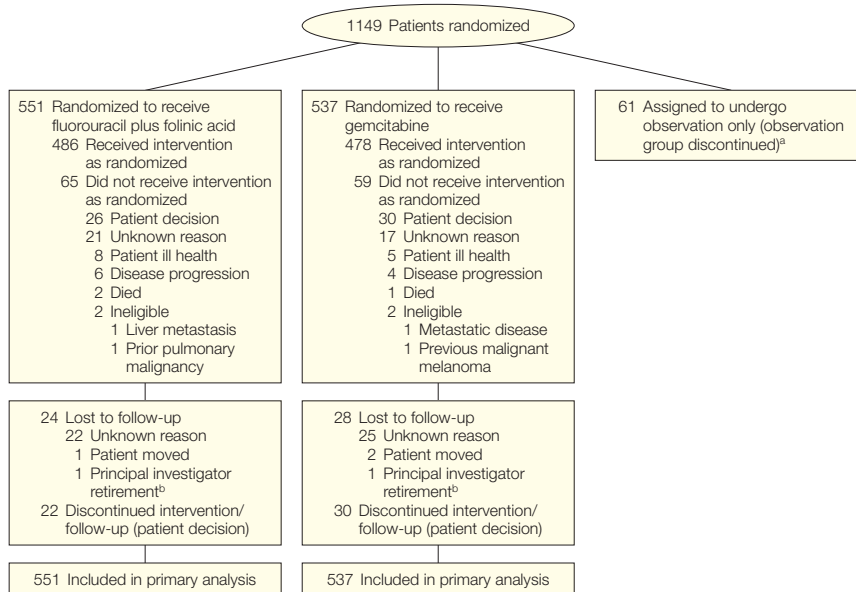 1149 Patients randomized
551 Randomized to receive
fluorouracil plus folinic acid
486 Received intervention
as randomized
65 Did not receive intervention
as randomized
26 Patient decision
21 Unknown reason
8 Patient ill health
6 Disease progression
2 Died
2 Ineligible
1 Liver metastasis
1 Prior pulmonary
malignancy
537 Randomized to receive
gemcitabine
478 Received intervention
as randomized
59 Did not receive intervention
as randomized
30 Patient decision
17 Unknown reason
5 Patient ill health
4 Disease progression
1 Died
2 Ineligible
1 Metastatic disease
1 Previous malignant
melanoma
61 Assigned to undergo
observation only (observation
group discontinued)ᵃ
24 Lost to follow-up
22 Unknown reason
1 Patient moved
1 Principal investigator
retirementᵇ
22 Discontinued intervention/
follow-up (patient decision)
28 Lost to follow-up
25 Unknown reason
2 Patient moved
1 Principal investigator
retirementᵇ
30 Discontinued intervention/
follow-up (patient decision)
551 Included in primary analysis
537 Included in primary analysis